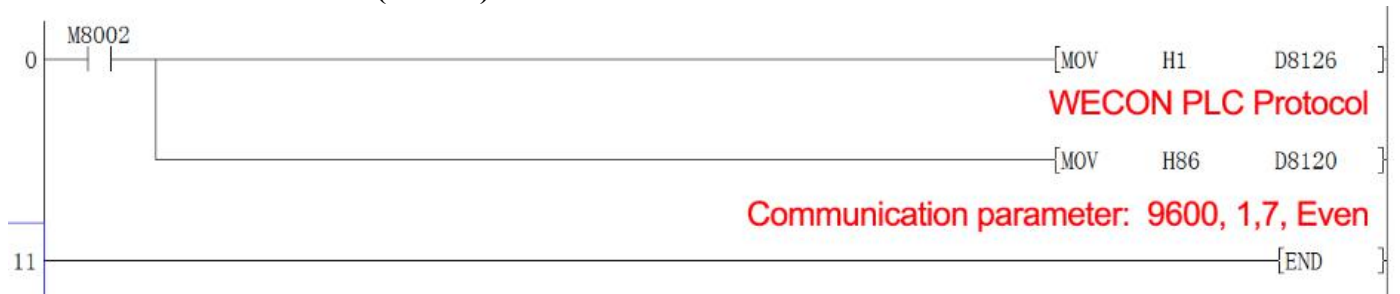 M8002
0 [MOV H1 D8126 ]
WECON PLC Protocol
[MOV H86 D8120 ]
Communication parameter: 9600, 1,7, Even
11 [END ]